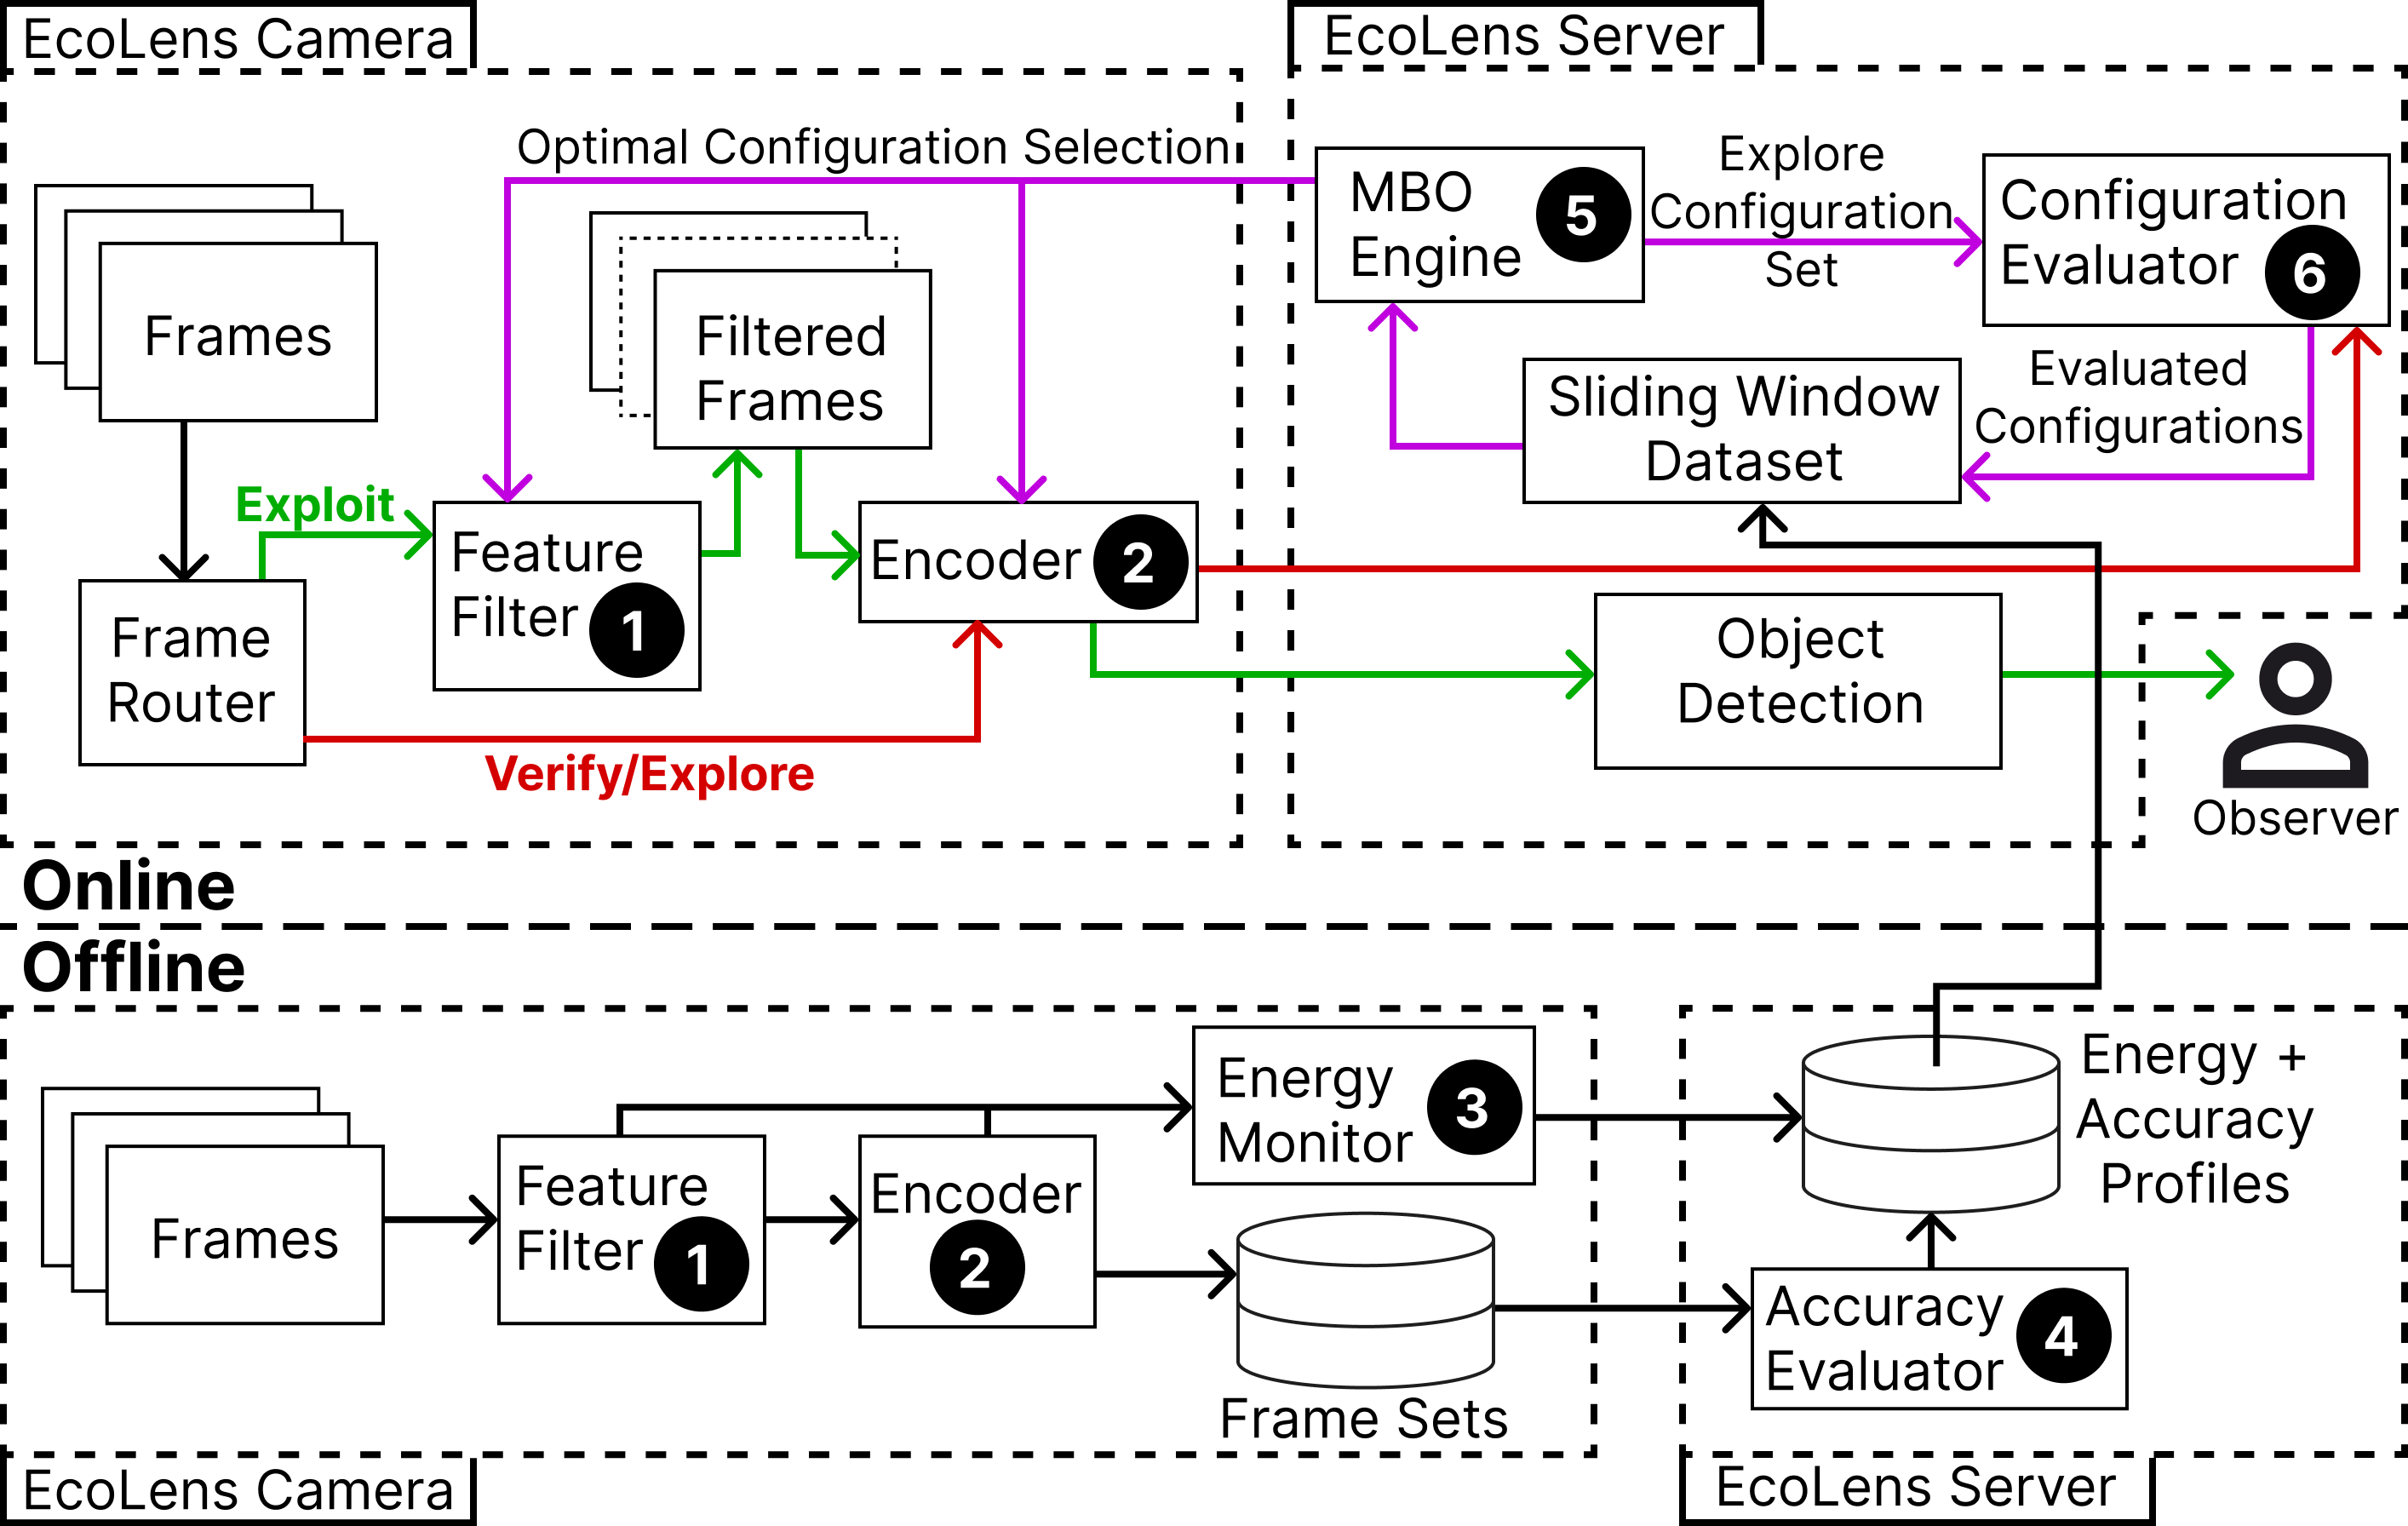 EcoLens Camera
EcoLens Server
Optimal Configuration Selection
Frames
Filtered
Frames
Exploit
Feature
Filter 1
Encoder 2
Frame
Router
Verify/Explore
MBO
Engine 5
Explore
Configuration
Set
Configuration
Evaluator 6
Sliding Window
Dataset
Evaluated
Configurations
Object
Detection
Observer
Online
Offline
Frames
Feature
Filter 1
Encoder
2
Energy
Monitor 3
Frame Sets
Energy +
Accuracy
Profiles
Accuracy
Evaluator 4
EcoLens Camera
EcoLens Server